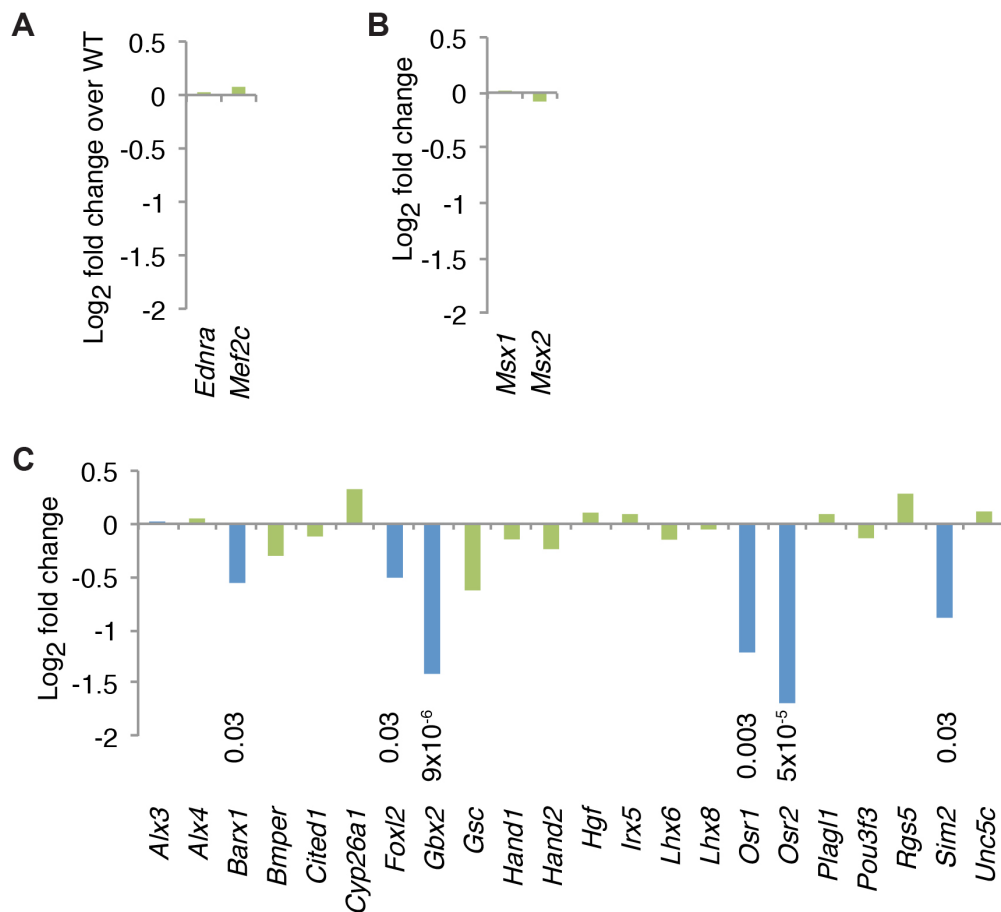 A
Log2 fold change over WT
0.5
0
-0.5
-1
-1.5
-2
Ednra
Mef2c
B
Log2 fold change
0.5
0
-0.5
-1
-1.5
-2
Msx1
Msx2
C
Log2 fold change
0.5
0
-0.5
-1
-1.5
-2
0.03
0.03
9x10-6
0.003
5x10-5
0.03
Alx3
Alx4
Barx1
Bmper
Cited1
Cyp26a1
Foxl2
Gbx2
Gsc
Hand1
Hand2
Hgf
Irx5
Lhx6
Lhx8
Osr1
Osr2
Plagl1
Pou3f3
Rgs5
Sim2
Unc5c